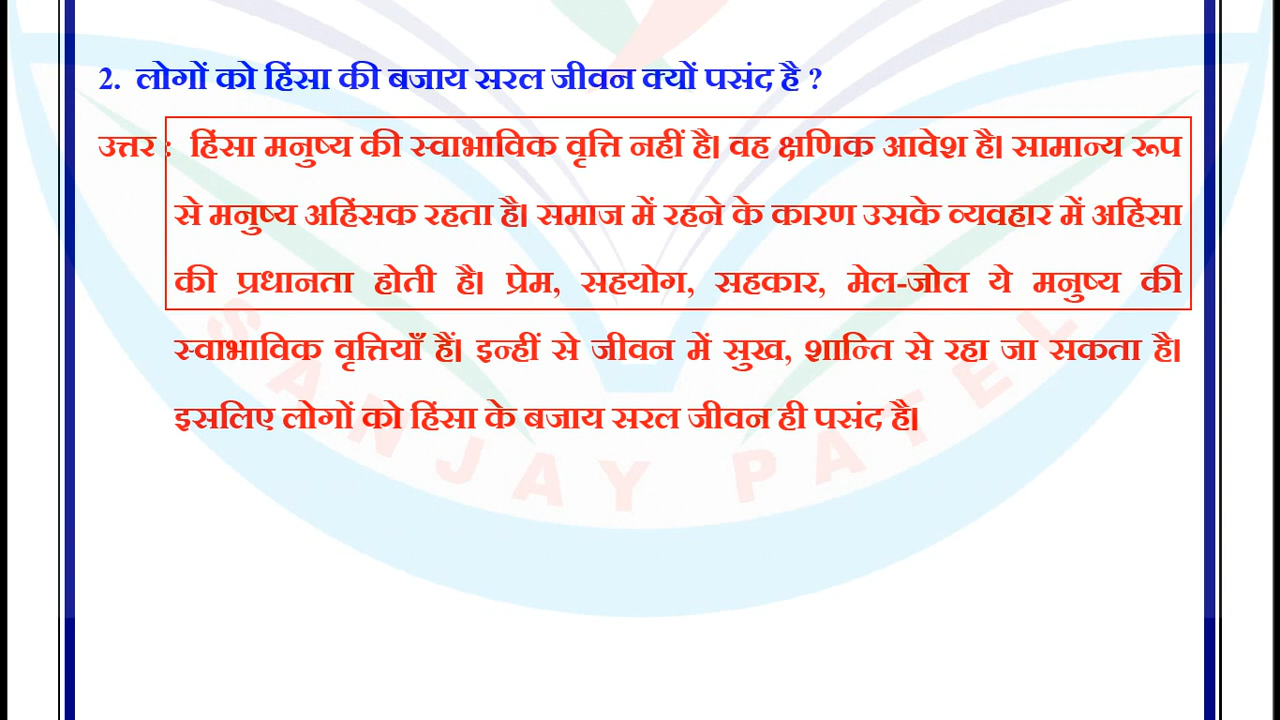 2. लोगों को हिंसा की बजाय सरल जीवन क्यों पसंद है ?
उत्तर : हिंसा मनुष्य की स्वाभाविक वृत्ति नहीं है। वह क्षणिक आवेश है। सामान्य रूप
से मनुष्य अहिंसक रहता है। समाज में रहने के कारण उसके व्यवहार में अहिंसा
की प्रधानता होती है। प्रेम, सहयोग, सहकार, मेल-जोल ये मनुष्य की
स्वाभाविक वृत्तियाँ हैं। इन्हीं से जीवन में सुख, शान्ति से रहा जा सकता है।
इसलिए लोगों को हिंसा के बजाय सरल जीवन ही पसंद है।
SANJAY PATEL